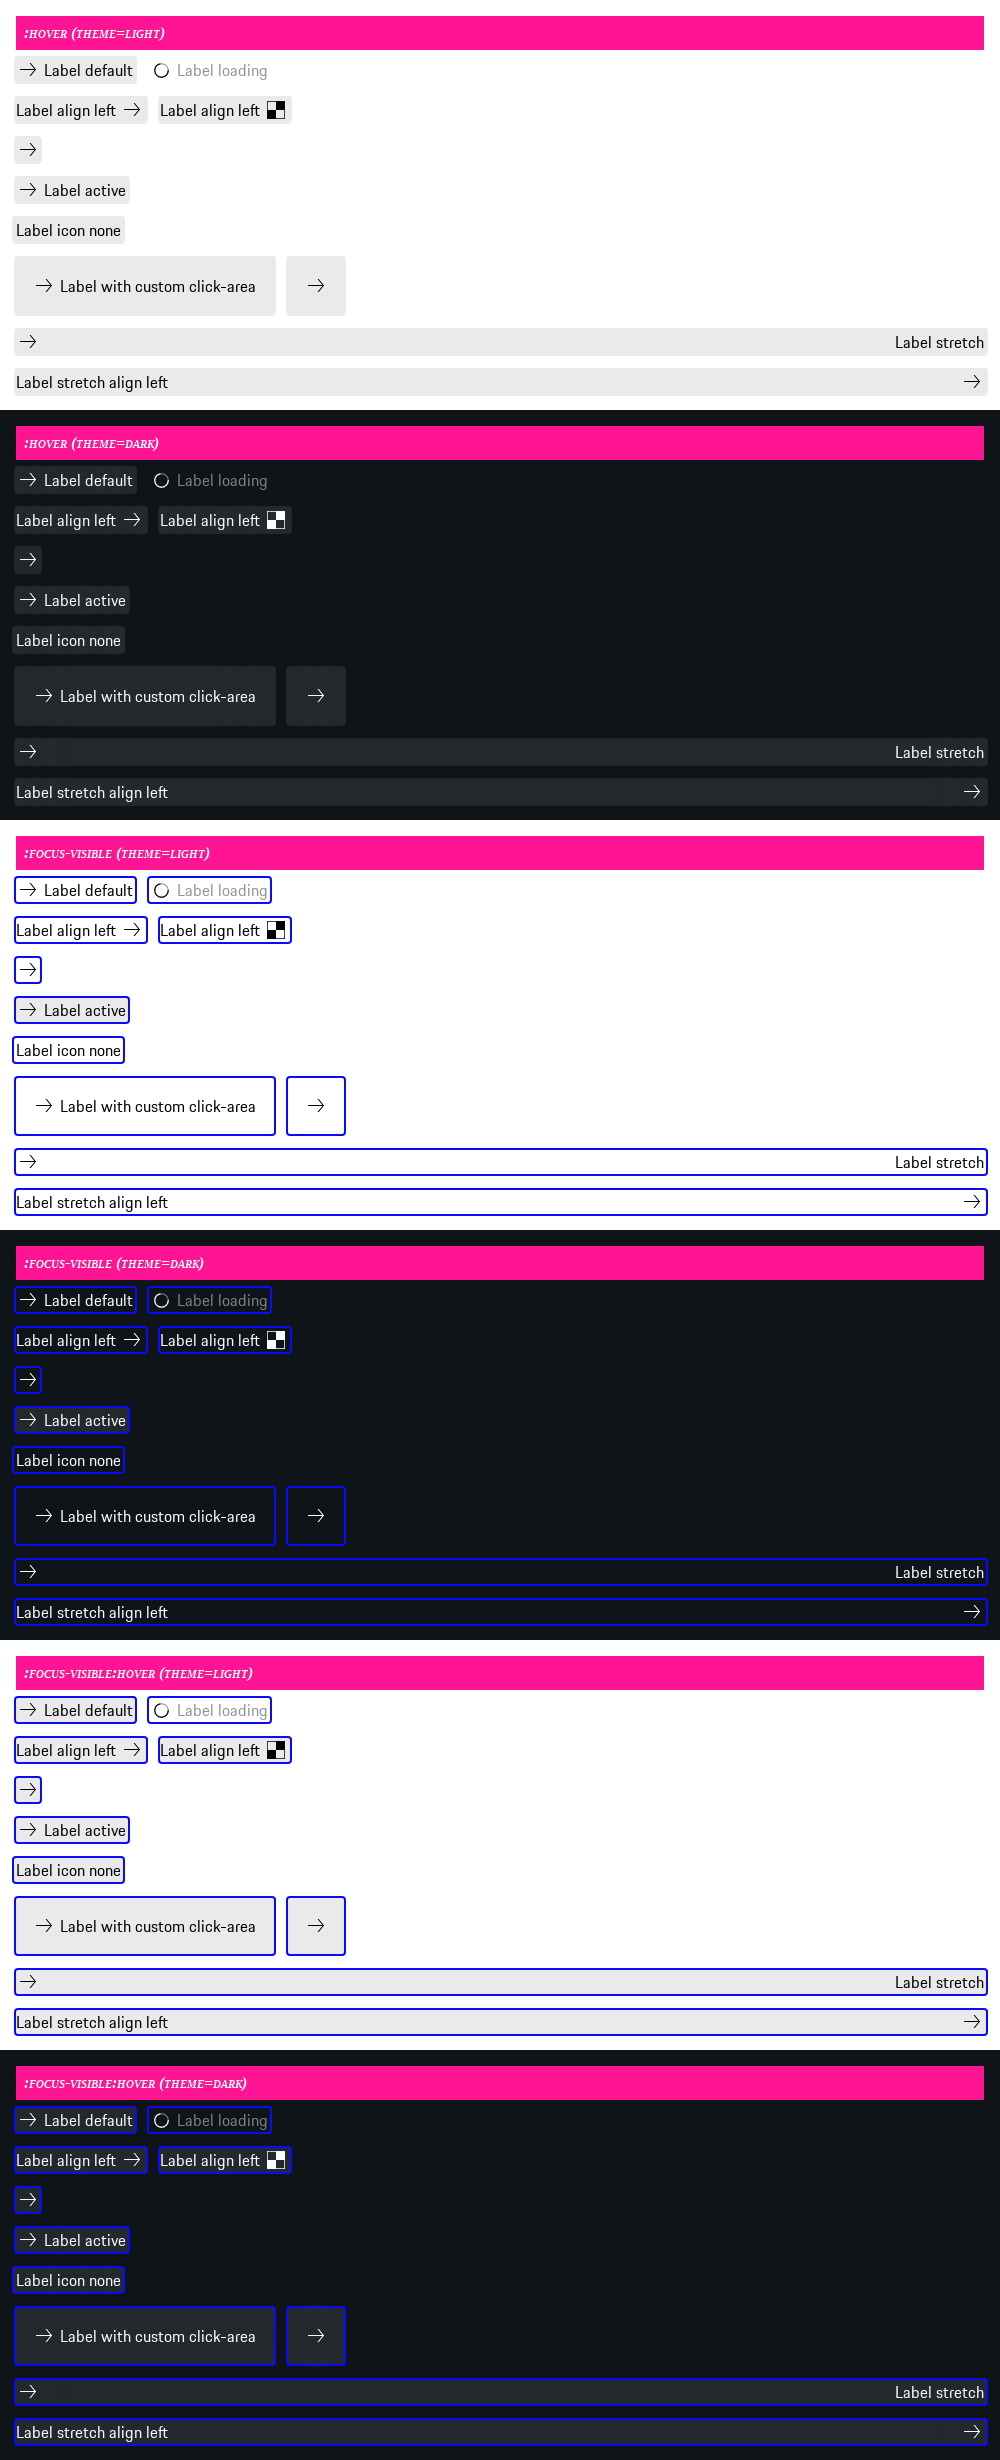 :HOVER (THEME=LIGHT)
Label default Label loading
Label align left Label align left
Label active
Label icon none
Label with custom click-area
Label stretch
Label stretch align left
:HOVER (THEME=DARK)
Label default Label loading
Label align left Label align left
Label active
Label icon none
Label with custom click-area
Label stretch
Label stretch align left
:FOCUS-VISIBLE (THEME=LIGHT)
Label default Label loading
Label align left Label align left
Label active
Label icon none
Label with custom click-area
Label stretch
Label stretch align left
:FOCUS-VISIBLE (THEME=DARK)
Label default Label loading
Label align left Label align left
Label active
Label icon none
Label with custom click-area
Label stretch
Label stretch align left
:FOCUS-VISIBLE:HOVER (THEME=LIGHT)
Label default Label loading
Label align left Label align left
Label active
Label icon none
Label with custom click-area
Label stretch
Label stretch align left
:FOCUS-VISIBLE:HOVER (THEME=DARK)
Label default Label loading
Label align left Label align left
Label active
Label icon none
Label with custom click-area
Label stretch
Label stretch align left